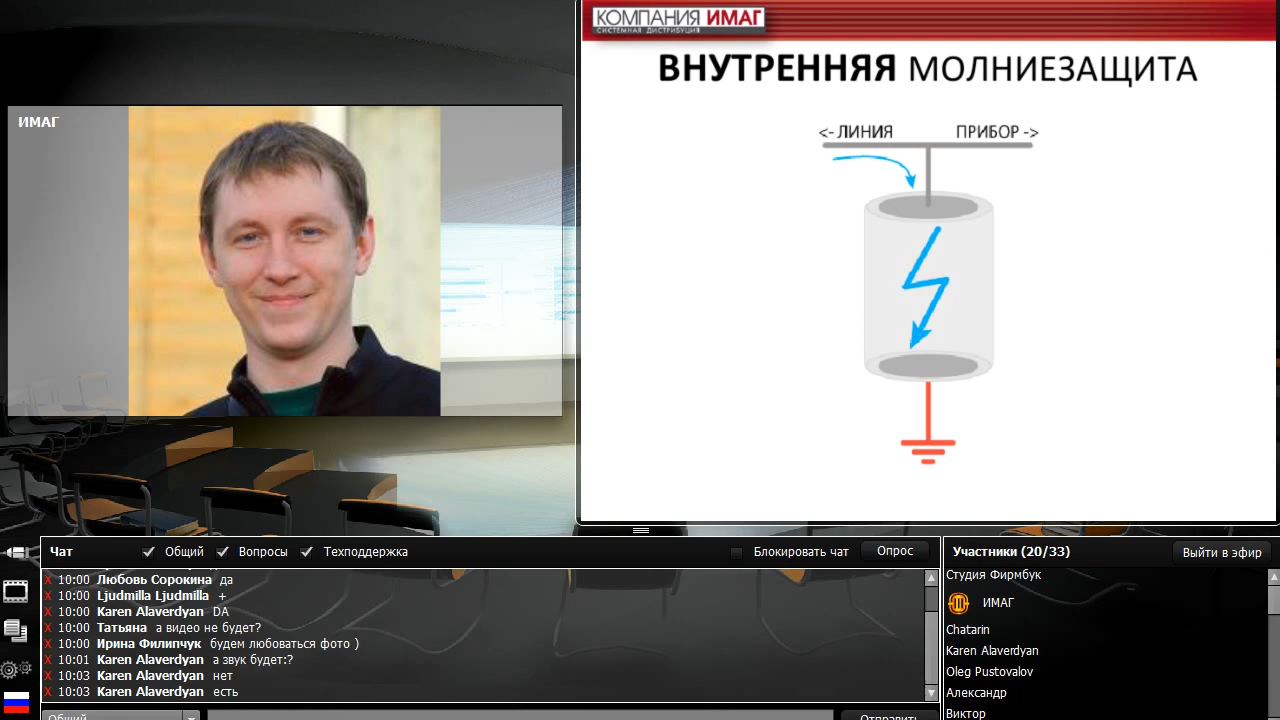 ИМАГ
КОМПАНИЯ ИМАГ
СИСТЕМНАЯ ДИСТРИБУЦИЯ
ВНУТРЕННЯЯ МОЛНИЕЗАЩИТА
<- ЛИНИЯ ПРИБОР ->
Чат Общий Вопросы Техподдержка Блокировать чат Опрос
X 10:00 Любовь Сорокина да
X 10:00 Ljudmilla Ljudmilla +
X 10:00 Karen Alaverdyan DA
X 10:00 Татьяна а видео не будет?
X 10:00 Ирина Филипчук будем любоваться фото )
X 10:01 Karen Alaverdyan а звук будет:?
X 10:03 Karen Alaverdyan нет
X 10:03 Karen Alaverdyan есть
Общий Отправить
Участники (20/33) Выйти в эфир
Студия Фирмбук
ИМАГ
Chatarin
Karen Alaverdyan
Oleg Pustovalov
Александр
Виктор